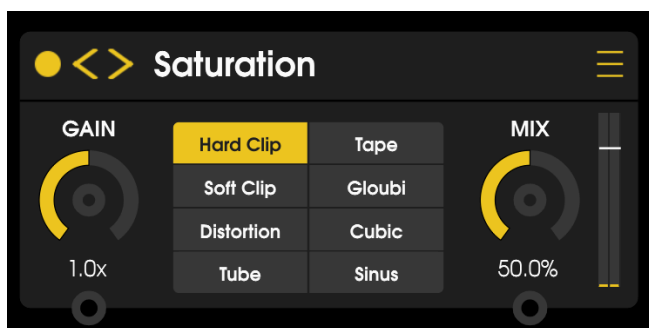 Saturation
GAIN
MIX
Hard Clip
Tape
Soft Clip
Gloubi
Distortion
Cubic
Tube
Sinus
1.0x
50.0%